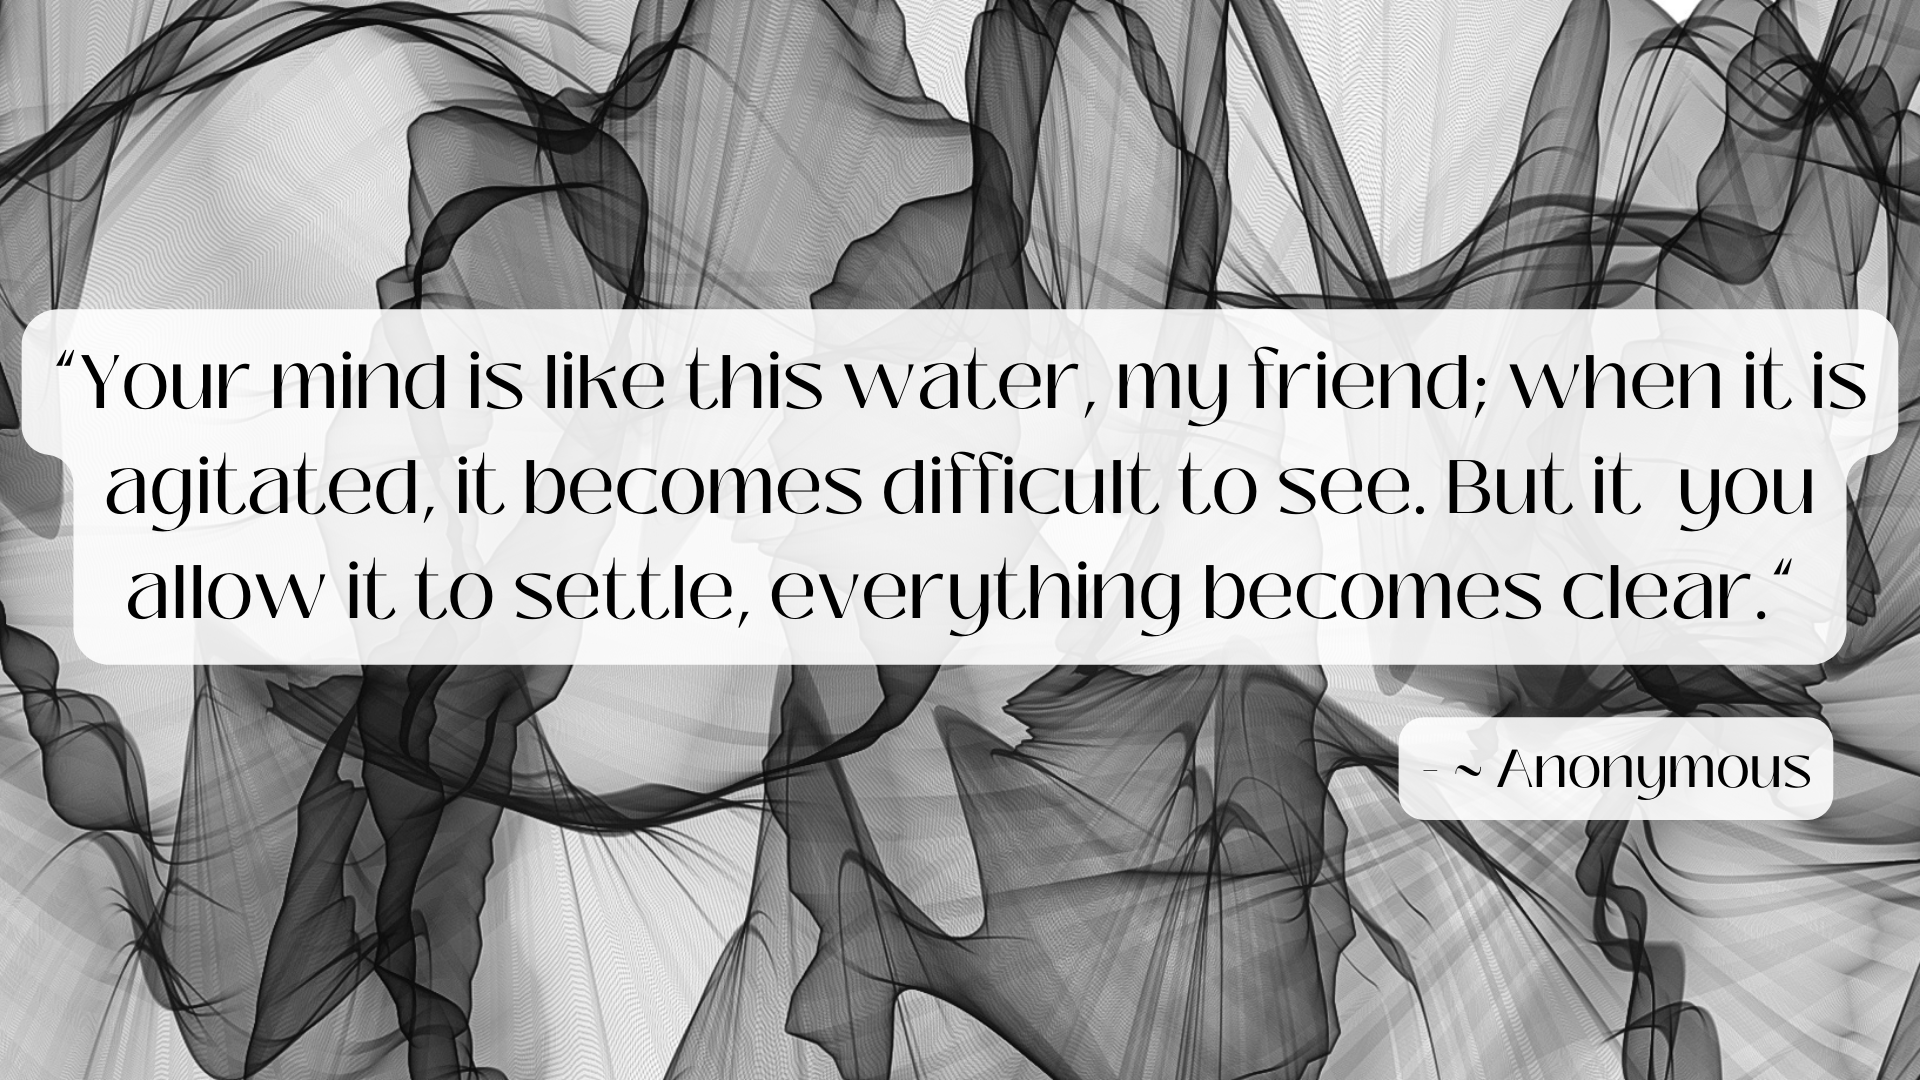 “Your mind is like this water, my friend; when it is
agitated, it becomes difficult to see. But it  you
allow it to settle, everything becomes clear.“
- ~ Anonymous